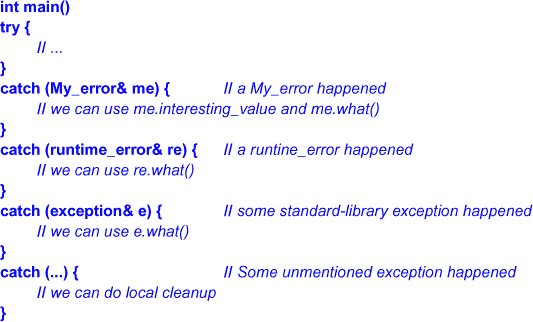 int main()
try {
// ...
}
catch (My_error& me) { // a My_error happened
// we can use me.interesting_value and me.what()
}
catch (runtime_error& re) { // a runtine_error happened
// we can use re.what()
}
catch (exception& e) { // some standard-library exception happened
// we can use e.what()
}
catch (...) { // Some unmentioned exception happened
// we can do local cleanup
}